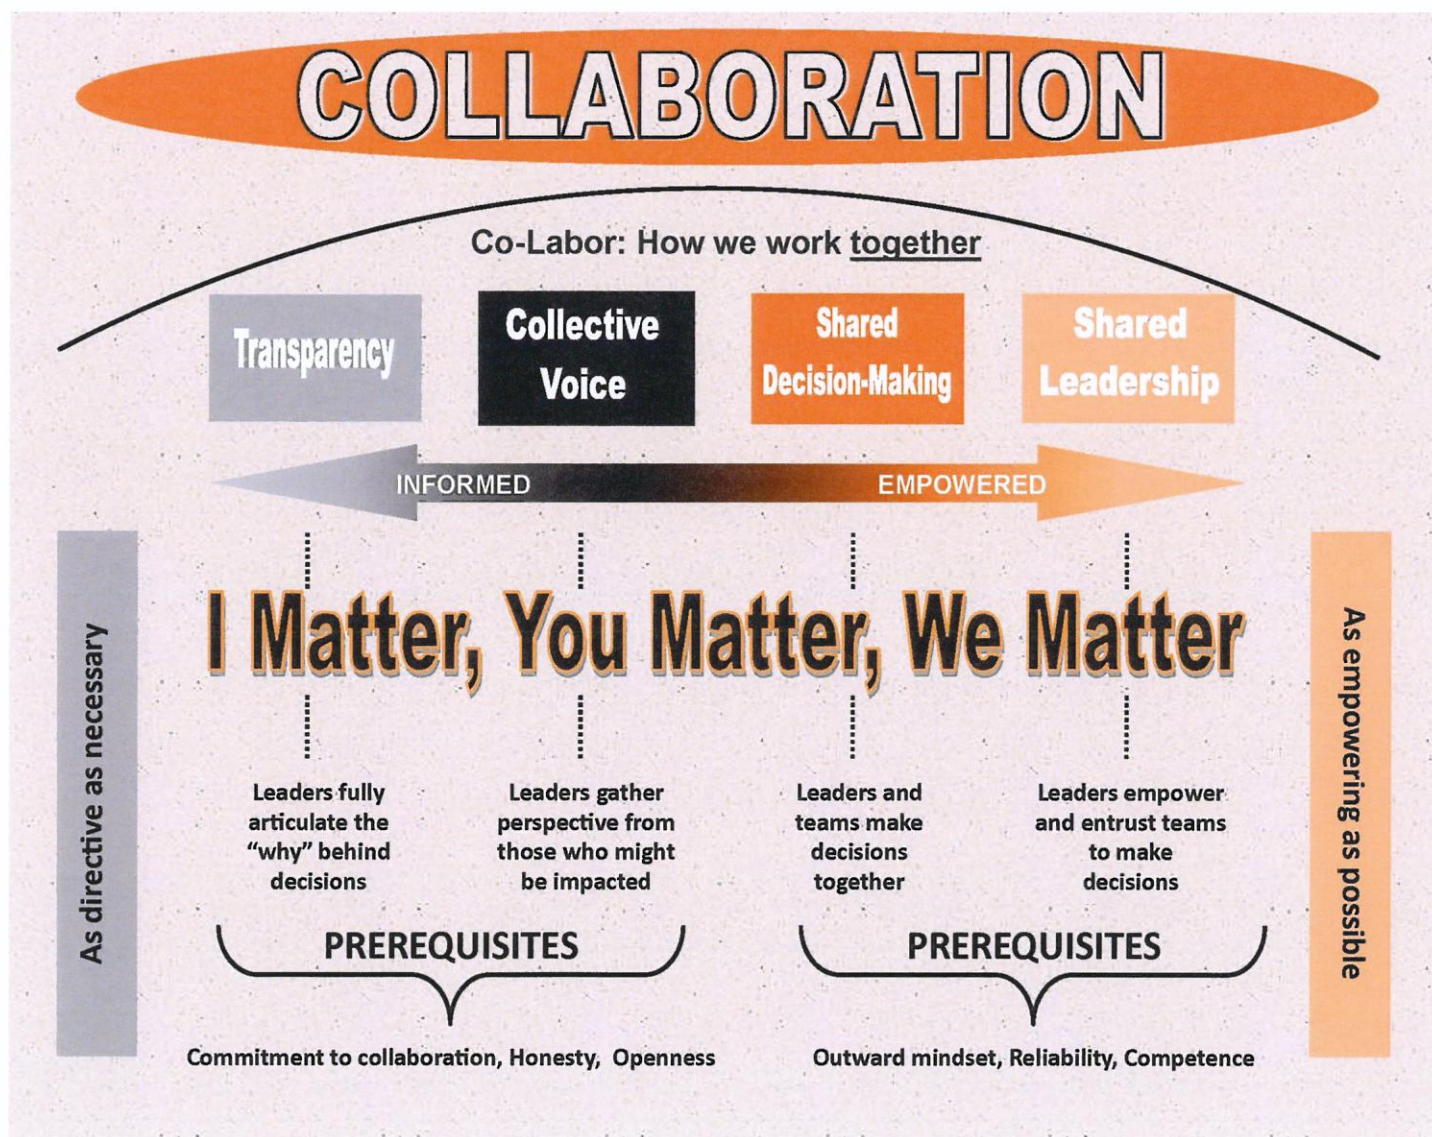 COLLABORATION
Co-Labor: How we work together
Transparency
Collective
Voice
Shared
Decision-Making
Shared
Leadership
INFORMED
EMPOWERED
I Matter, You Matter, We Matter
As directive as necessary
Leaders fully
articulate the
“why” behind
decisions
Leaders gather
perspective from
those who might
be impacted
Leaders and
teams make
decisions
together
Leaders empower
and entrust teams
to make
decisions
As empowering as possible
PREREQUISITES
Commitment to collaboration, Honesty, Openness
PREREQUISITES
Outward mindset, Reliability, Competence